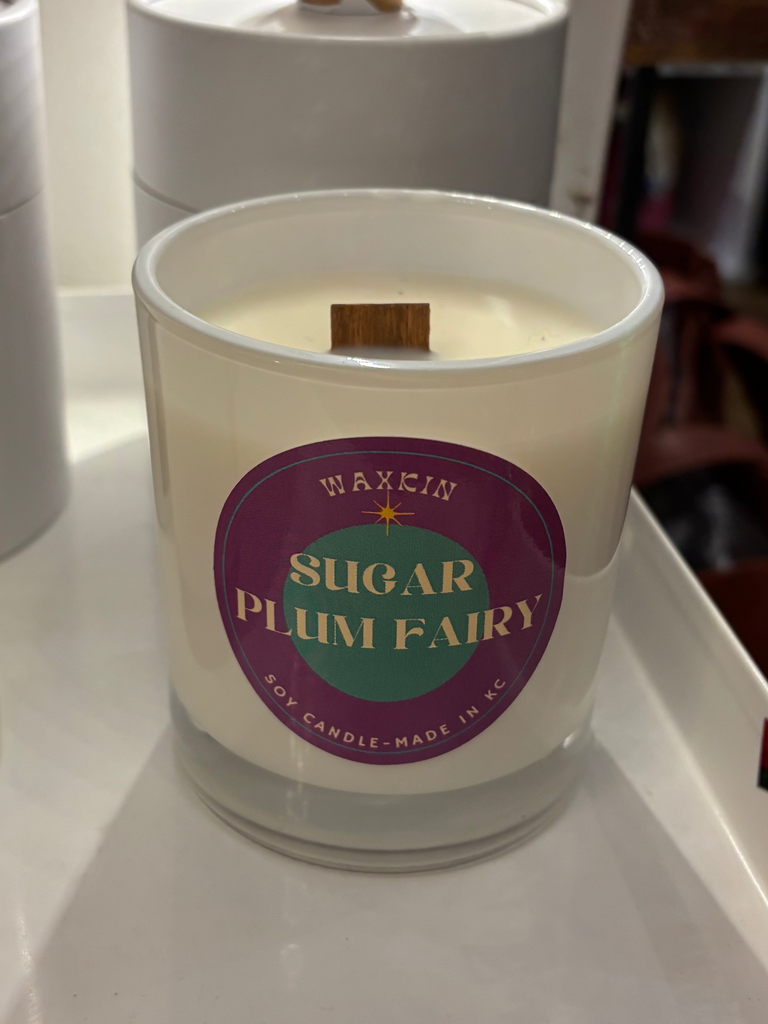 WAXKIN
SUGAR
PLUM FAIRY
SOY CANDLE-MADE IN KC